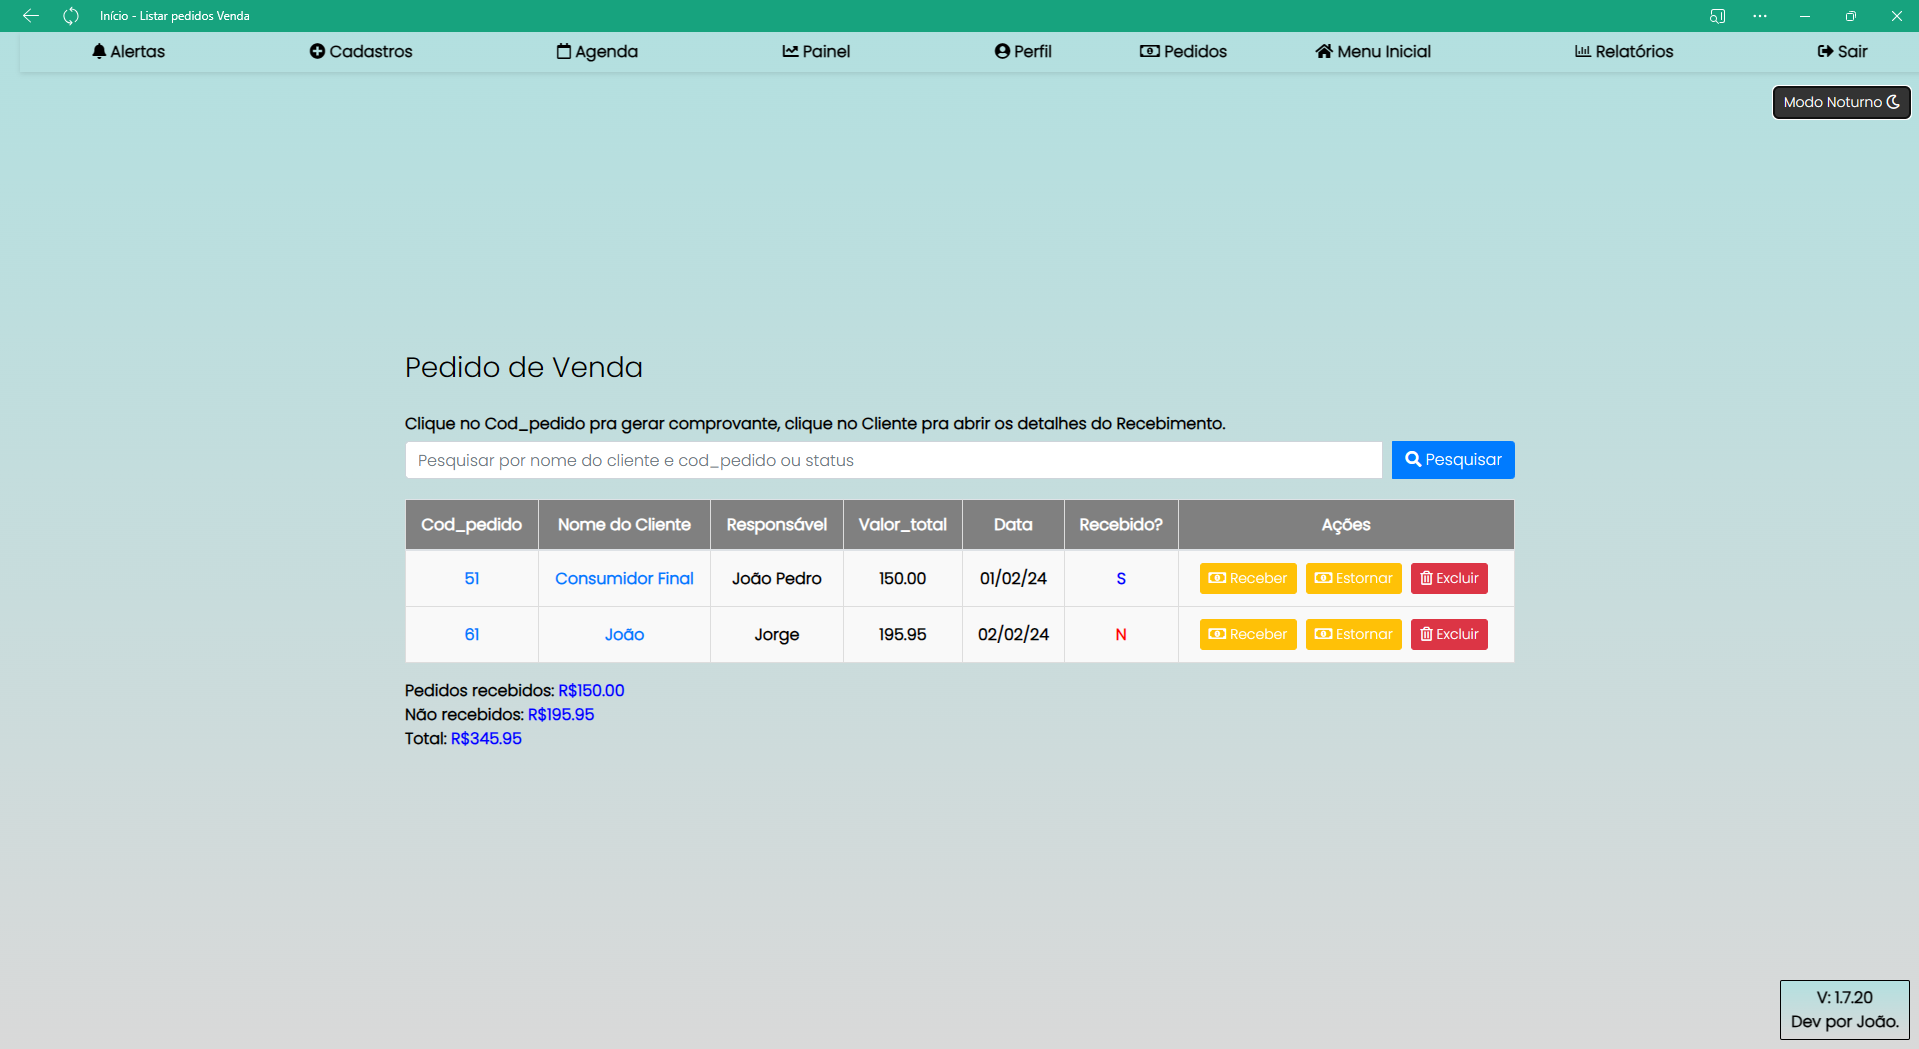 Início - Listar pedidos Venda
Alertas Cadastros Agenda Painel Perfil Pedidos Menu Inicial Relatórios Sair
Modo Noturno
Pedido de Venda
Clique no Cod_pedido pra gerar comprovante, clique no Cliente pra abrir os detalhes do Recebimento.
Pesquisar por nome do cliente e cod_pedido ou status Pesquisar
Cod_pedido Nome do Cliente Responsável Valor_total Data Recebido? Ações
51 Consumidor Final João Pedro 150.00 01/02/24 S Receber Estornar Excluir
61 João Jorge 195.95 02/02/24 N Receber Estornar Excluir
Pedidos recebidos: R$150.00
Não recebidos: R$195.95
Total: R$345.95
V: 1.7.20
Dev por João.